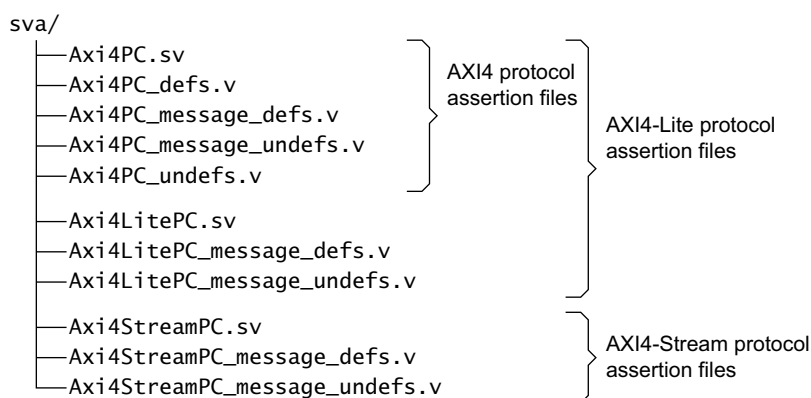 sva/
Axi4PC.sv
Axi4PC_defs.v
Axi4PC_message_defs.v
Axi4PC_message_undefs.v
Axi4PC_undefs.v
AXI4 protocol
assertion files
Axi4LitePC.sv
Axi4LitePC_message_defs.v
Axi4LitePC_message_undefs.v
AXI4-Lite protocol
assertion files
Axi4StreamPC.sv
Axi4StreamPC_message_defs.v
Axi4StreamPC_message_undefs.v
AXI4-Stream protocol
assertion files